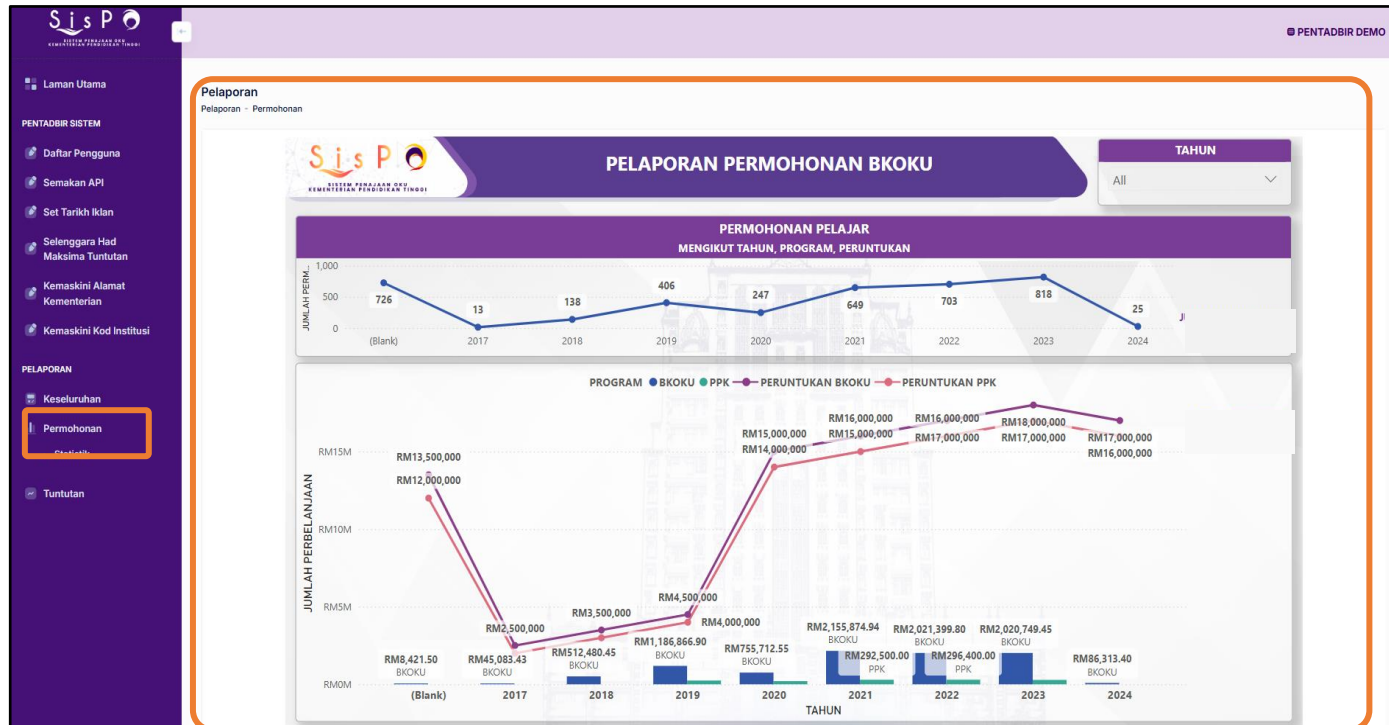 SisPO
SISTEM PENAJAAN OKU
KEMENTERIAN PENDIDIKAN TINGGI
PENTADBIR DEMO
Laman Utama
PENTADBIR SISTEM
Daftar Pengguna
Semakan API
Set Tarikh Iklan
Selenggara Had
Maksima Tuntutan
Kemaskini Alamat
Kementerian
Kemaskini Kod Institusi
PELAPORAN
Keseluruhan
Permohonan
Statistik
Tuntutan
Pelaporan
Pelaporan - Permohonan
SisPO
SISTEM PENAJAAN OKU
KEMENTERIAN PENDIDIKAN TINGGI
PELAPORAN PERMOHONAN BKOKU
TAHUN
All
PERMOHONAN PELAJAR
MENGIKUT TAHUN, PROGRAM, PERUNTUKAN
JUMLAH PERM...
1,000
500
0
726
13
138
406
247
649
703
818
25
(Blank)
2017
2018
2019
2020
2021
2022
2023
2024
PROGRAM BKOKU PPK PERUNTUKAN BKOKU PERUNTUKAN PPK
JUMLAH PERBELANJAAN
RM15M
RM10M
RM5M
RM0M
RM13,500,000
RM12,000,000
RM2,500,000
RM3,500,000
RM4,500,000
RM4,000,000
RM15,000,000
RM14,000,000
RM16,000,000
RM15,000,000
RM16,000,000
RM17,000,000
RM18,000,000
RM17,000,000
RM17,000,000
RM16,000,000
RM8,421.50
BKOKU
RM45,083.43
BKOKU
RM512,480.45
BKOKU
RM1,186,866.90
BKOKU
RM755,712.55
BKOKU
RM2,155,874.94
BKOKU
RM292,500.00
PPK
RM2,021,399.80
BKOKU
RM296,400.00
PPK
RM2,020,749.45
BKOKU
RM86,313.40
BKOKU
(Blank)
2017
2018
2019
2020
2021
2022
2023
2024
TAHUN